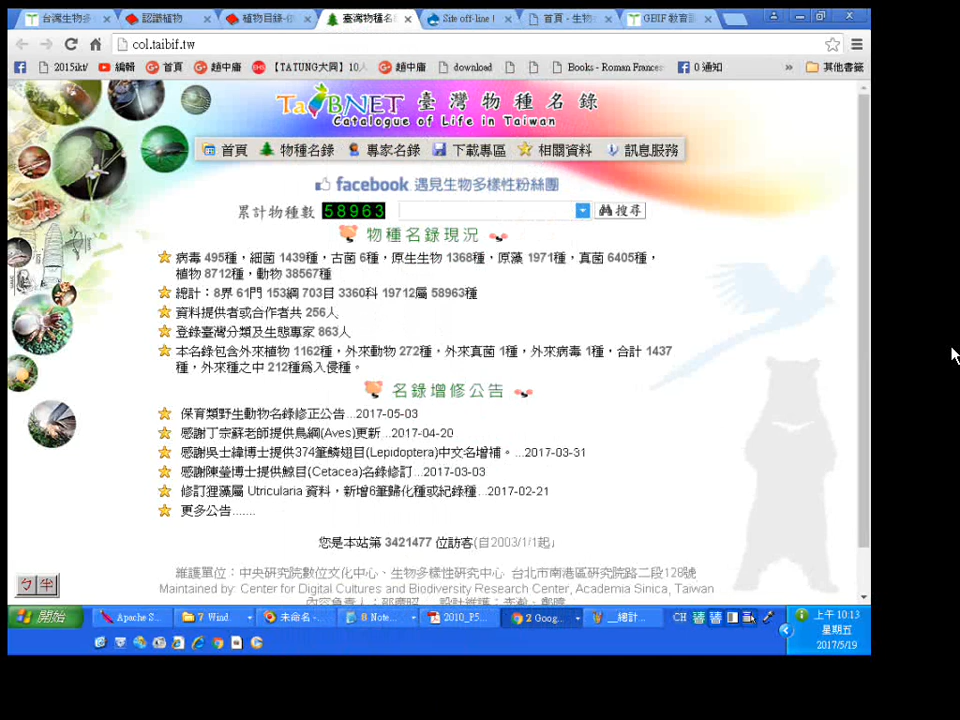 台灣物種名
認識植物
植物目錄-
臺灣物種名
Site off-line |
首頁 - 生物
GBIF 教育訓
col.taibif.tw
2015ikt/
編輯
首頁
趙中庸
【TATUNG大同】10
趙中庸
download
Books - Roman France
0 通知
»
其他書籤
TaiBNET 臺灣物種名錄
Catalogue of Life in Taiwan
首頁 物種名錄 專家名錄 下載專區 相關資料 訊息服務
facebook 遇見生物多樣性粉絲團
累計物種數 58963 搜尋
物種名錄現況
病毒 495種，細菌 1439種，古菌 6種，原生生物 1368種，原藻 1971種，真菌 6405種，
植物 8712種，動物 38567種
總計：8界 61門 153綱 703目 3360科 19712屬 58963種
資料提供者或合作者共 256人
登錄臺灣分類及生態專家 863人
本名錄包含外來植物 1162種，外來動物 272種，外來真菌 1種，外來病毒 1種，合計 1437
種，外來種之中 212種爲入侵種。
名錄增修公告
保育類野生動物名錄修正公告...2017-05-03
感謝丁宗蘇老師提供鳥綱(Aves)更新...2017-04-20
感謝吳士緯博士提供374筆鱗翅目(Lepidoptera)中文名增補。...2017-03-31
感謝陳瑩博士提供鯨目(Cetacea)名錄修訂...2017-03-03
修訂狸藻屬 Utricularia 資料，新增6筆歸化種或紀錄種...2017-02-21
更多公告.......
您是本站第 3421477 位訪客(自2003/1/1起)
維護單位：中央研究院數位文化中心、生物多樣性研究中心 台北市南港區研究院路二段128號
Maintained by: Center for Digital Cultures and Biodiversity Research Center, Academia Sinica, Taiwan
ㄅ 半
開始
Apache S...
7 Wind...
未命名 -...
8 Note...
2010_P5...
2 Goog...
__總計...
CH
上午 10:13
星期五
2017/5/19